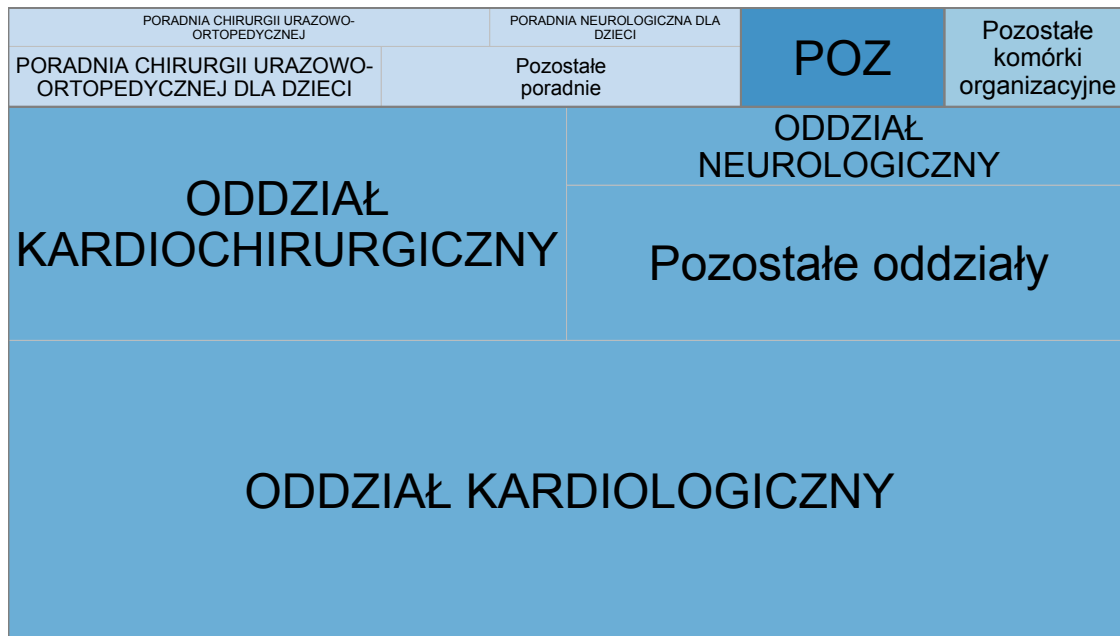 PORADNIA CHIRURGII URAZOWO-
ORTOPEDYCZNEJ
PORADNIA NEUROLOGICZNA DLA
DZIECI
PORADNIA CHIRURGII URAZOWO-
ORTOPEDYCZNEJ DLA DZIECI
Pozostałe
poradnie
POZ
Pozostałe
komórki
organizacyjne
ODDZIAŁ
KARDIOCHIRURGICZNY
ODDZIAŁ
NEUROLOGICZNY
Pozostałe oddziały
ODDZIAŁ KARDIOLOGICZNY